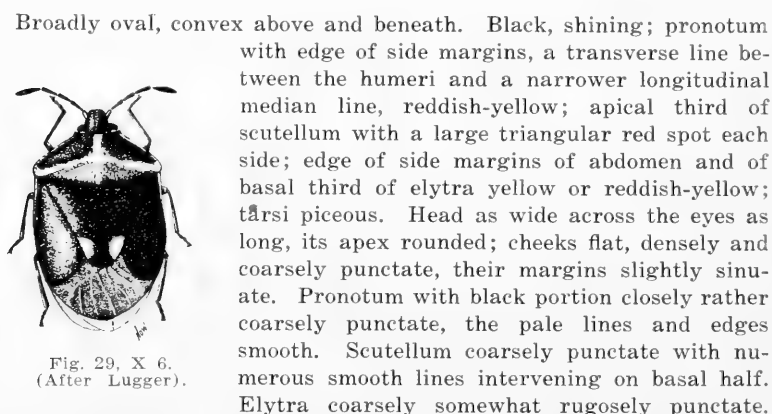 Broadly oval, convex above and beneath. Black, shining; pronotum
with edge of side margins, a transverse line be-
tween the humeri and a narrower longitudinal
median line, reddish-yellow; apical third of
scutellum with a large triangular red spot each
side; edge of side margins of abdomen and of
basal third of elytra yellow or reddish-yellow;
tarsi piceous. Head as wide across the eyes as
long, its apex rounded; cheeks flat, densely and
coarsely punctate, their margins slightly sinu-
ate. Pronotum with black portion closely rather
coarsely punctate, the pale lines and edges
smooth. Scutellum coarsely punctate with nu-
merous smooth lines intervening on basal half.
Elytra coarsely somewhat rugosely punctate.
Fig. 29, X 6.
(After Lugger).